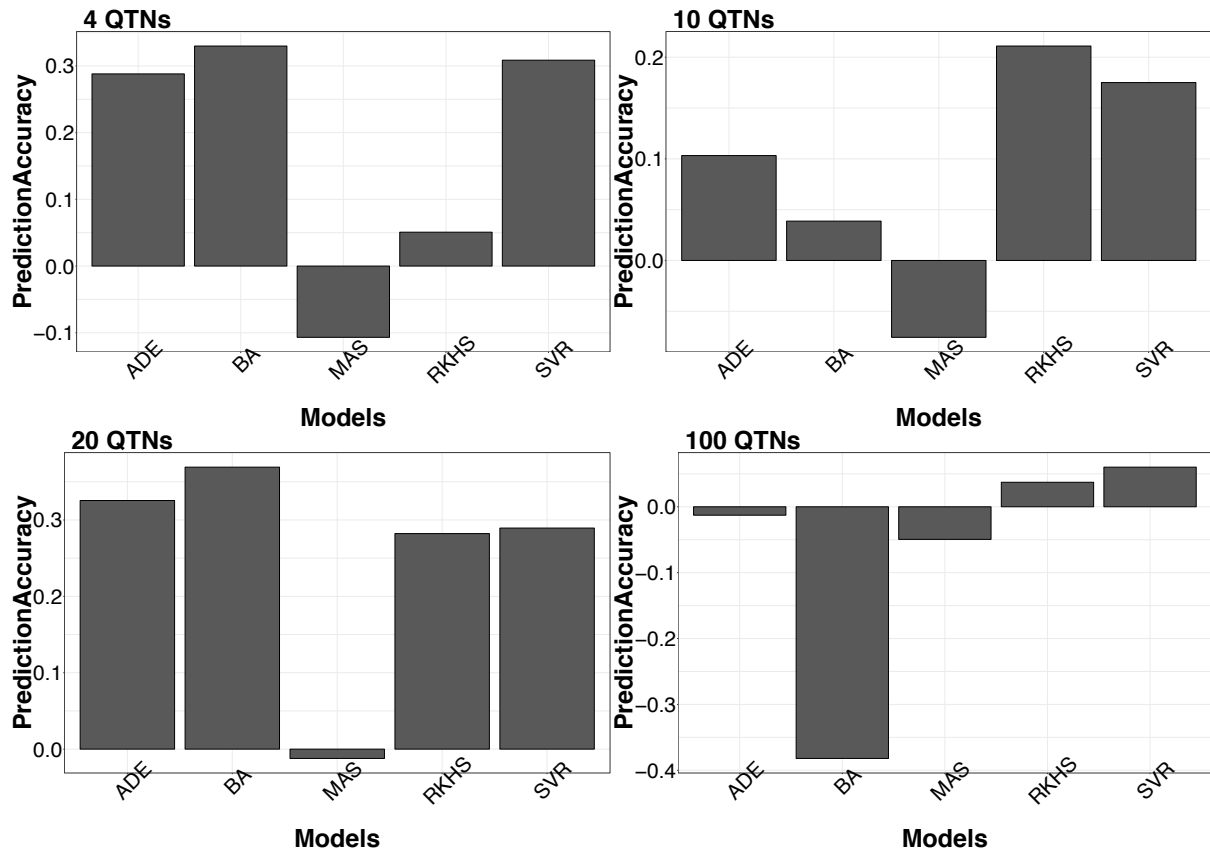 4 QTNs
PredictionAccuracy
0.3
0.2
0.1
0.0
−0.1
ADE
BA
MAS
RKHS
SVR
Models
10 QTNs
PredictionAccuracy
0.2
0.1
0.0
ADE
BA
MAS
RKHS
SVR
Models
20 QTNs
PredictionAccuracy
0.3
0.2
0.1
0.0
ADE
BA
MAS
RKHS
SVR
Models
100 QTNs
PredictionAccuracy
0.0
−0.1
−0.2
−0.3
−0.4
ADE
BA
MAS
RKHS
SVR
Models